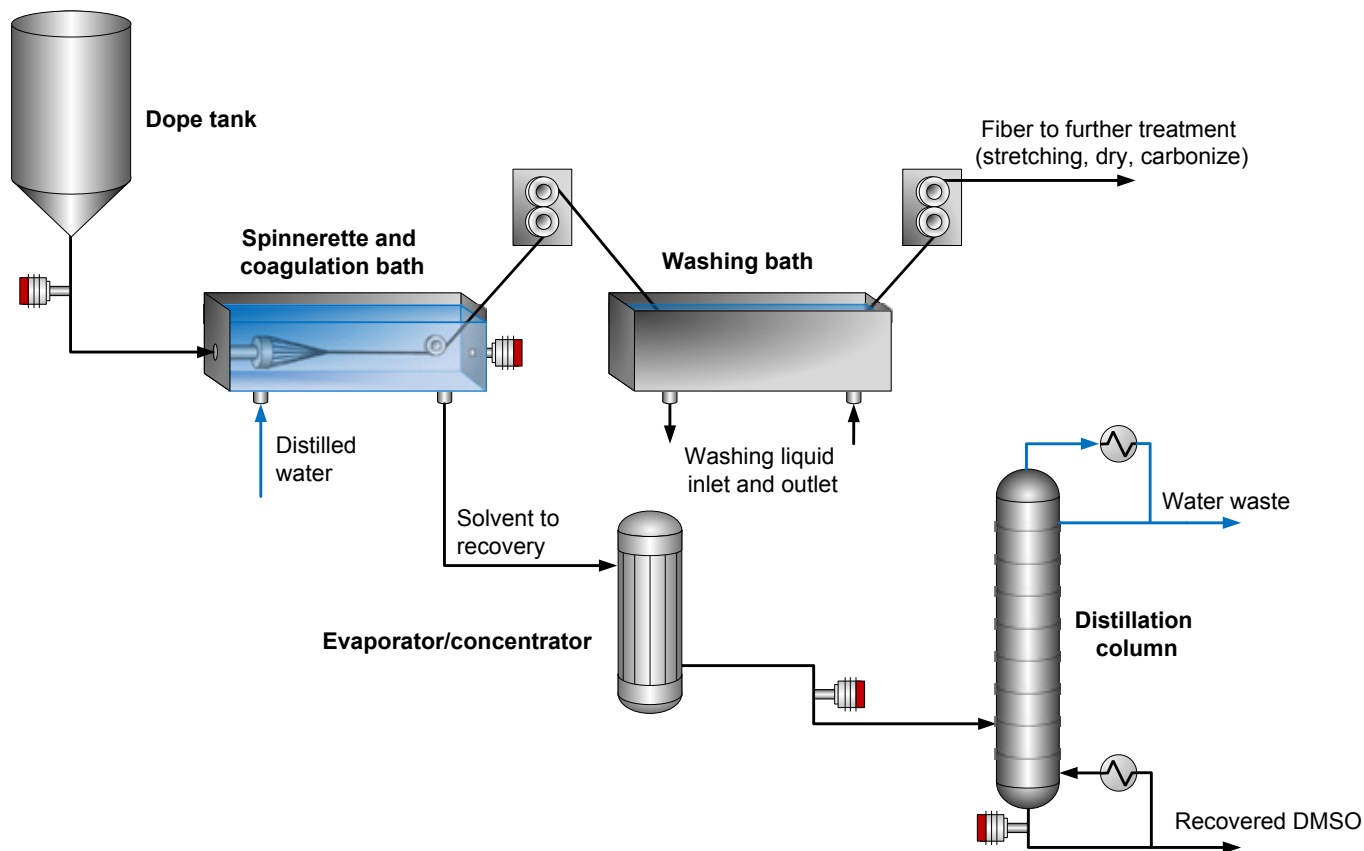 Dope tank
Fiber to further treatment
(stretching, dry, carbonize)
Spinnerette and
coagulation bath
Washing bath
Distilled
water
Washing liquid
inlet and outlet
Solvent to
recovery
Water waste
Evaporator/concentrator
Distillation
column
Recovered DMSO